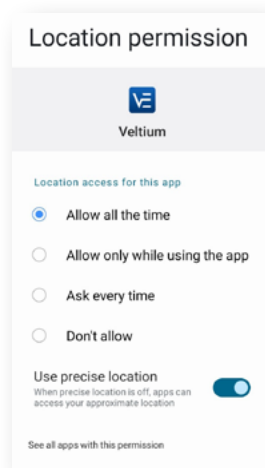 Location permission
VE
Veltium
Location access for this app
Allow all the time
Allow only while using the app
Ask every time
Don't allow
Use precise location
When precise location is off, apps can
access your approximate location
See all apps with this permission